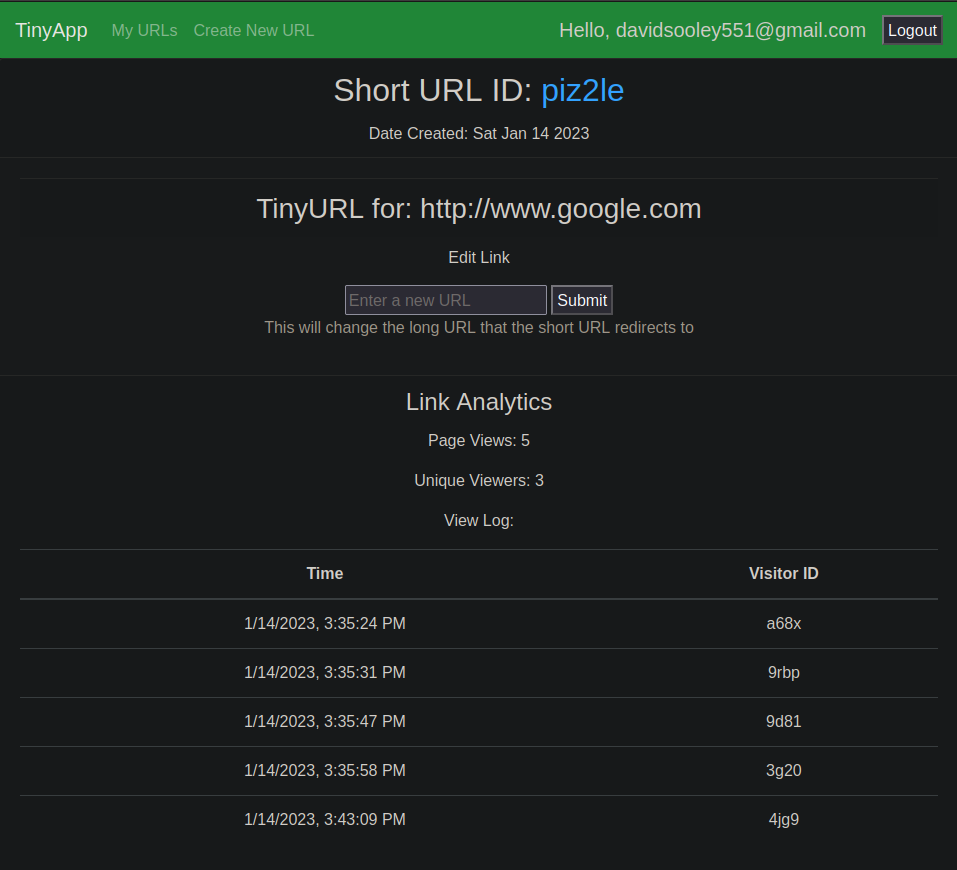 TinyApp My URLs Create New URL Hello, davidsooley551@gmail.com Logout
Short URL ID: piz2le
Date Created: Sat Jan 14 2023
TinyURL for: http://www.google.com
Edit Link
Enter a new URL Submit
This will change the long URL that the short URL redirects to
Link Analytics
Page Views: 5
Unique Viewers: 3
View Log:
Time Visitor ID
1/14/2023, 3:35:24 PM a68x
1/14/2023, 3:35:31 PM 9rbp
1/14/2023, 3:35:47 PM 9d81
1/14/2023, 3:35:58 PM 3g20
1/14/2023, 3:43:09 PM 4jg9